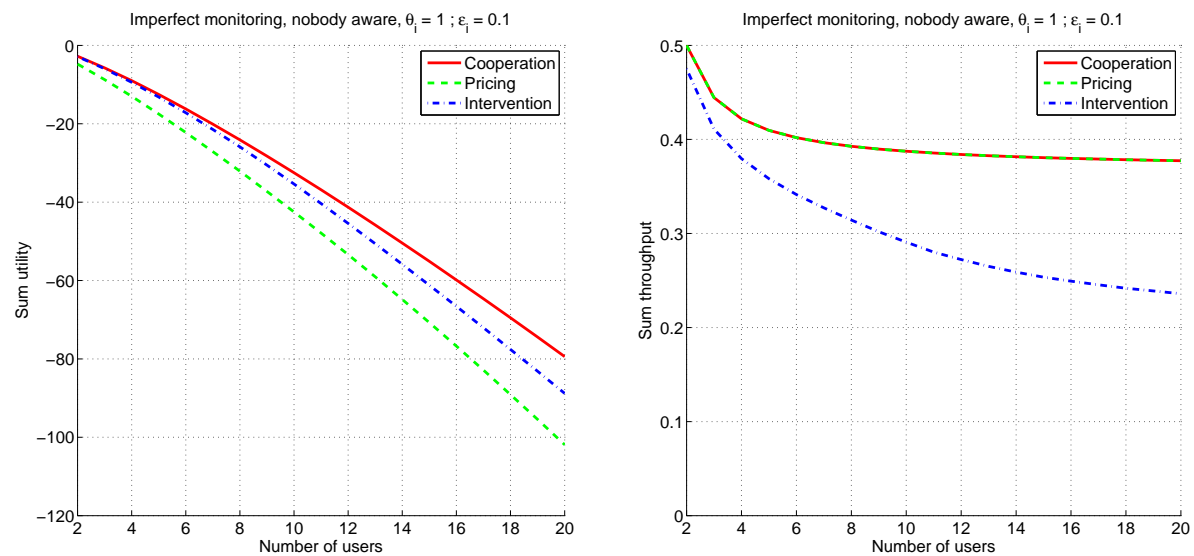 Imperfect monitoring, nobody aware, θi = 1 ; εi = 0.1
Cooperation
Pricing
Intervention
Sum utility
0
−20
−40
−60
−80
−100
−120
2 4 6 8 10 12 14 16 18 20
Number of users
Imperfect monitoring, nobody aware, θi = 1 ; εi = 0.1
Cooperation
Pricing
Intervention
Sum throughput
0.5
0.4
0.3
0.2
0.1
0
2 4 6 8 10 12 14 16 18 20
Number of users